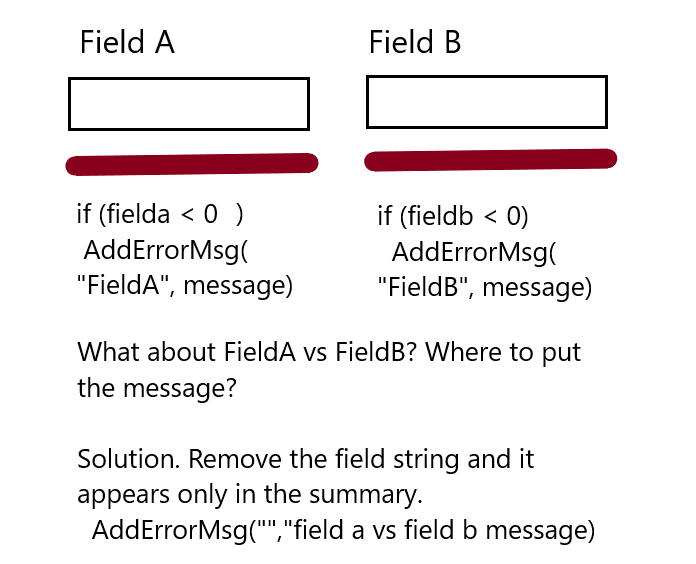 Field A
Field B
if (fielda < 0  )
AddErrorMsg(
"FieldA", message)
if (fieldb < 0)
AddErrorMsg(
"FieldB", message)
What about FieldA vs FieldB? Where to put
the message?
Solution. Remove the field string and it
appears only in the summary.
AddErrorMsg("","field a vs field b message)